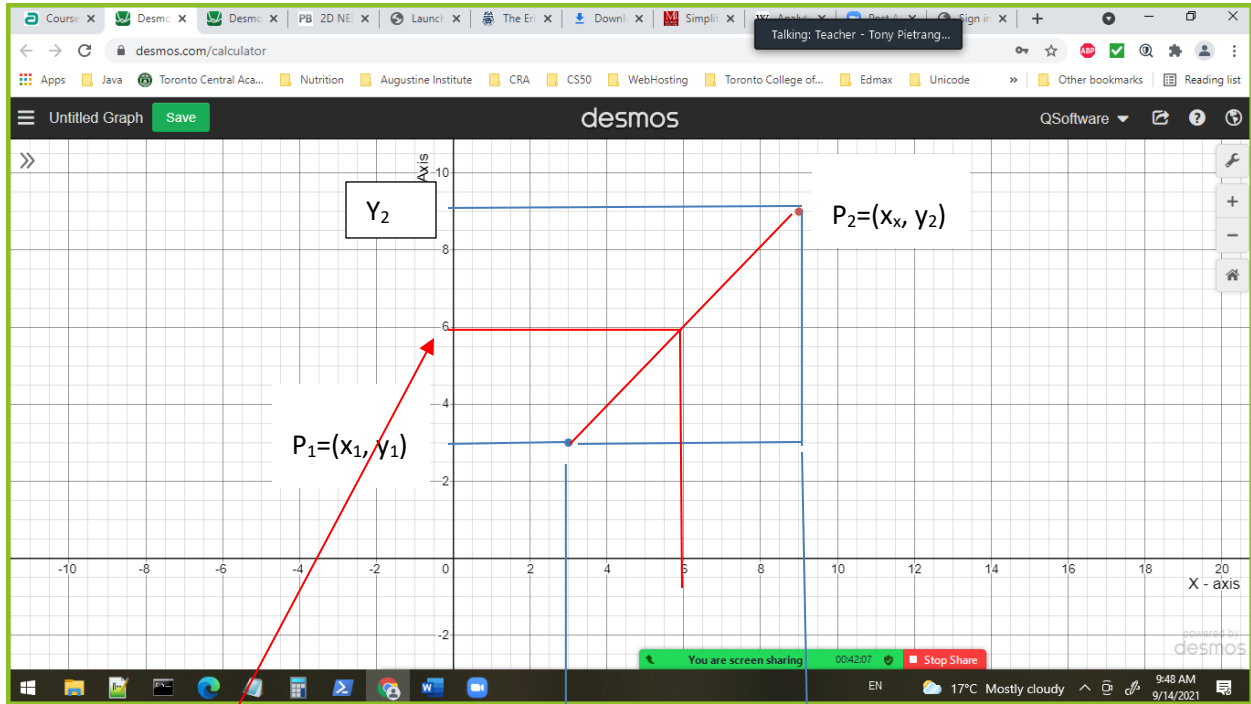 Course Desmo Desmo PB 2D NE Launch The Eri Downl Simplif Sign in
Talking: Teacher - Tony Pietrang...
desmos.com/calculator
ABP
Apps Java Toronto Central Aca... Nutrition Augustine Institute CRA CS50 WebHosting Toronto College of... Edmax Unicode » Other bookmarks Reading list
Untitled Graph Save desmos QSoftware
Axis
10
Y₂
P₂=(xₓ, y₂)
8
6
4
P₁=(x₁, y₁)
2
-10 -8 -6 -4 -2 0 2 4 6 8 10 12 14 16 18 20
X - axis
-2
powered by
desmos
You are screen sharing 00:42:07 Stop Share
EN 17°C Mostly cloudy 9:48 AM
9/14/2021